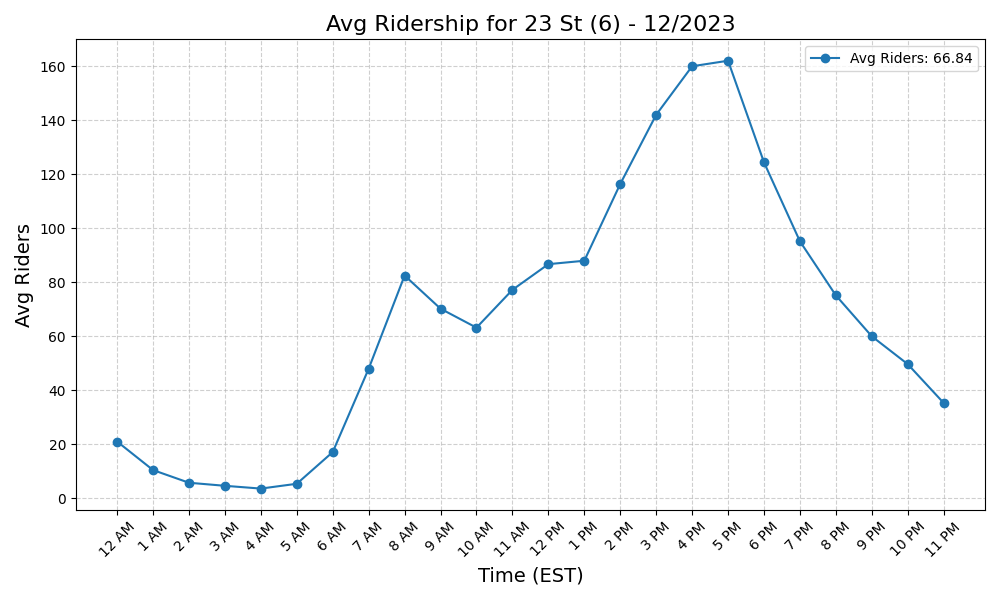 Avg Ridership for 23 St (6) - 12/2023
Avg Riders: 66.84
Avg Riders
160
140
120
100
80
60
40
20
0
12 AM
1 AM
2 AM
3 AM
4 AM
5 AM
6 AM
7 AM
8 AM
9 AM
10 AM
11 AM
12 PM
1 PM
2 PM
3 PM
4 PM
5 PM
6 PM
7 PM
8 PM
9 PM
10 PM
11 PM
Time (EST)